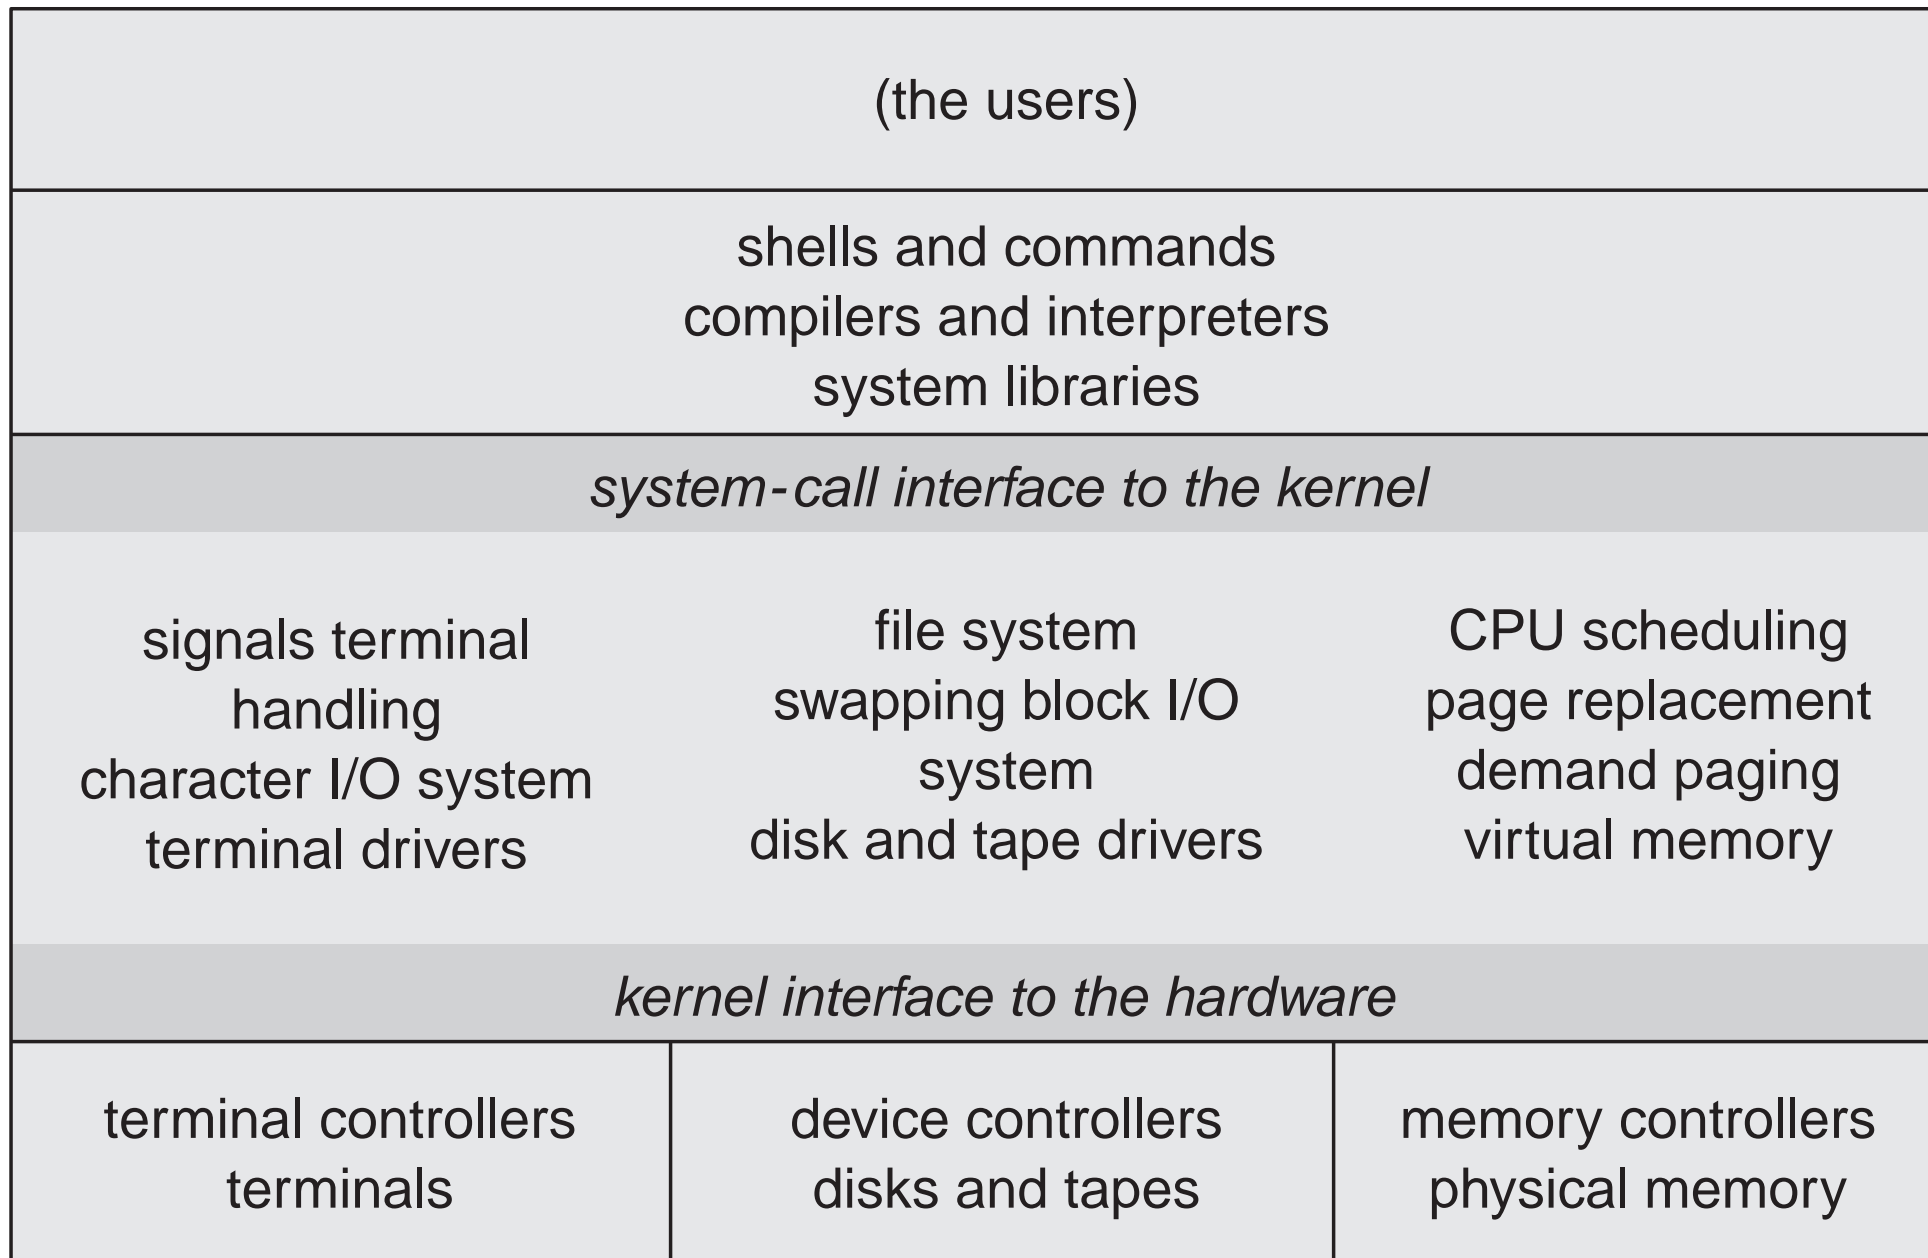 (the users)
shells and commands
compilers and interpreters
system libraries
system-call interface to the kernel
signals terminal
handling
character I/O system
terminal drivers
file system
swapping block I/O
system
disk and tape drivers
CPU scheduling
page replacement
demand paging
virtual memory
kernel interface to the hardware
terminal controllers
terminals
device controllers
disks and tapes
memory controllers
physical memory